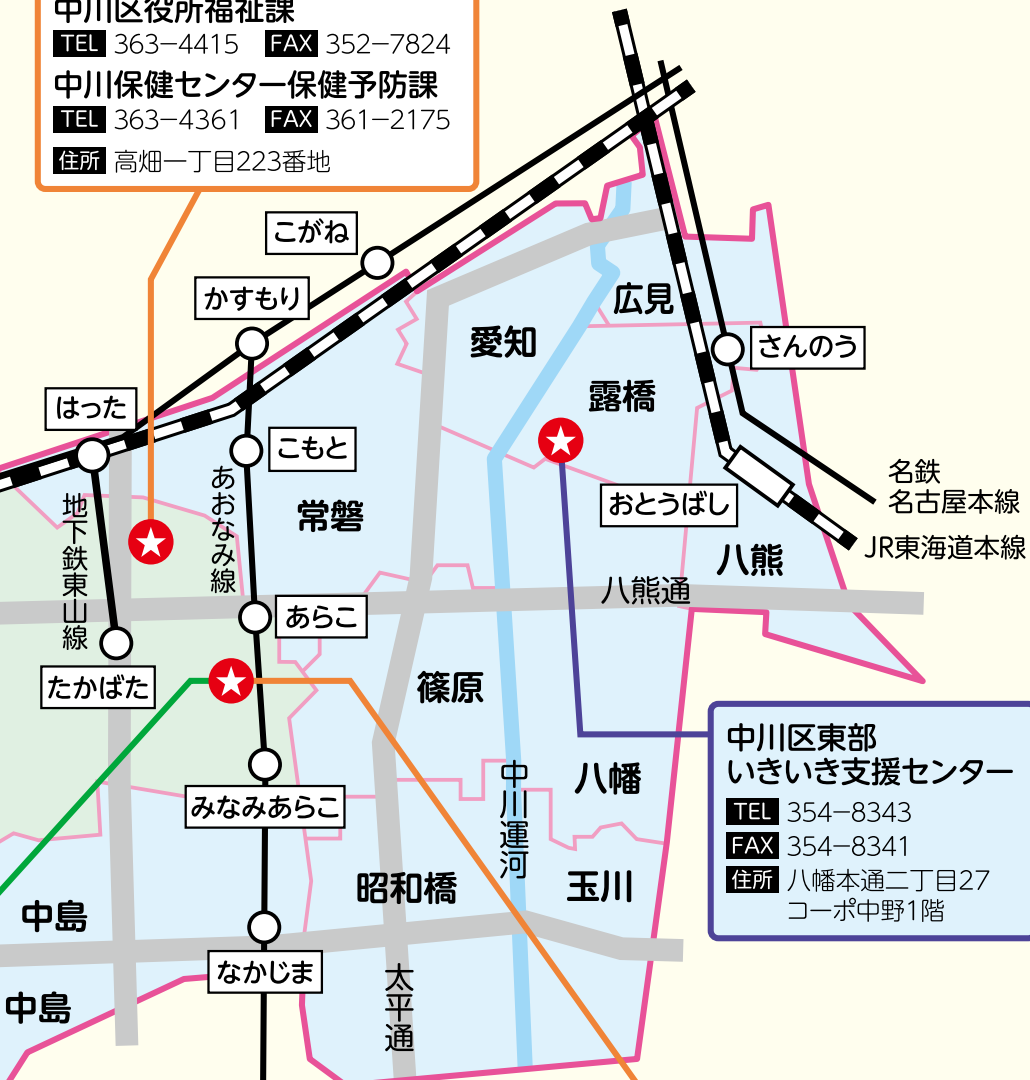 中川区役所福祉課
TEL 363−4415 FAX 352−7824
中川保健センター保健予防課
TEL 363−4361 FAX 361−2175
住所 高畑一丁目223番地
こがね
かすもり
広見
愛知
さんのう
露橋
はった
こもと
名鉄
名古屋本線
おとうばし
地下鉄東山線
あおなみ線
常磐
JR東海道本線
八熊
八熊通
あらこ
たかばた
篠原
中川区東部
いきいき支援センター
TEL 354−8343
FAX 354−8341
住所 八幡本通二丁目27
コーポ中野1階
八幡
中川運河
みなみあらこ
昭和橋
玉川
中島
なかじま
太平通
中島